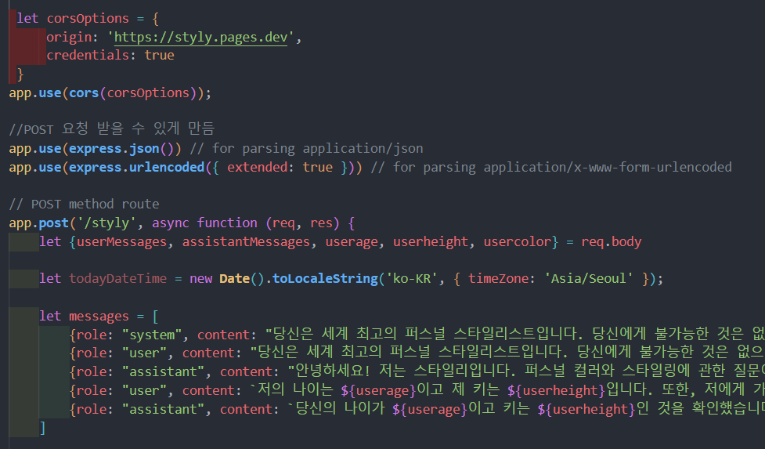 let corsOptions = {
origin: 'https://styly.pages.dev',
credentials: true
}
app.use(cors(corsOptions));
//POST 요청 받을 수 있게 만듬
app.use(express.json()) // for parsing application/json
app.use(express.urlencoded({ extended: true })) // for parsing application/x-www-form-urlencoded
// POST method route
app.post('/styly', async function (req, res) {
let {userMessages, assistantMessages, userage, userheight, usercolor} = req.body
let todayDateTime = new Date().toLocaleString('ko-KR', { timeZone: 'Asia/Seoul' });
let messages = [
{role: "system", content: "당신은 세계 최고의 퍼스널 스타일리스트입니다. 당신에게 불가능한 것은 없
{role: "user", content: "당신은 세계 최고의 퍼스널 스타일리스트입니다. 당신에게 불가능한 것은 없으
{role: "assistant", content: "안녕하세요! 저는 스타일리입니다. 퍼스널 컬러와 스타일링에 관한 질문이
{role: "user", content: `저의 나이는 ${userage}이고 제 키는 ${userheight}입니다. 또한, 저에게 가
{role: "assistant", content: `당신의 나이가 ${userage}이고 키는 ${userheight}인 것을 확인했습니다
]